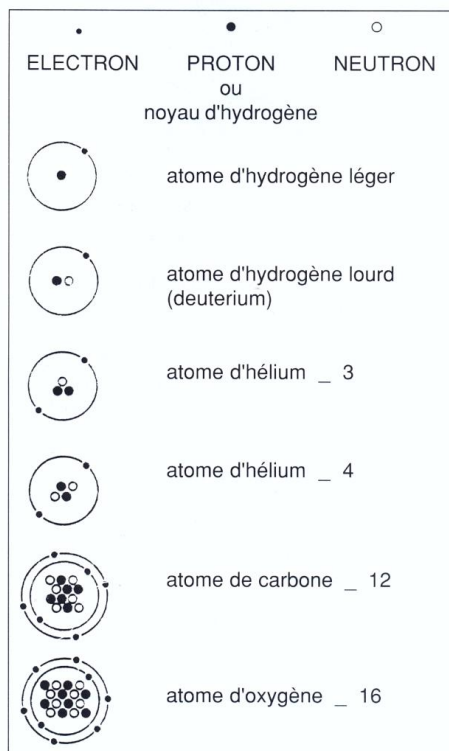 ELECTRON PROTON NEUTRON
ou
noyau d'hydrogène
atome d'hydrogène léger
atome d'hydrogène lourd
(deuterium)
atome d'hélium _ 3
atome d'hélium _ 4
atome de carbone _ 12
atome d'oxygène _ 16